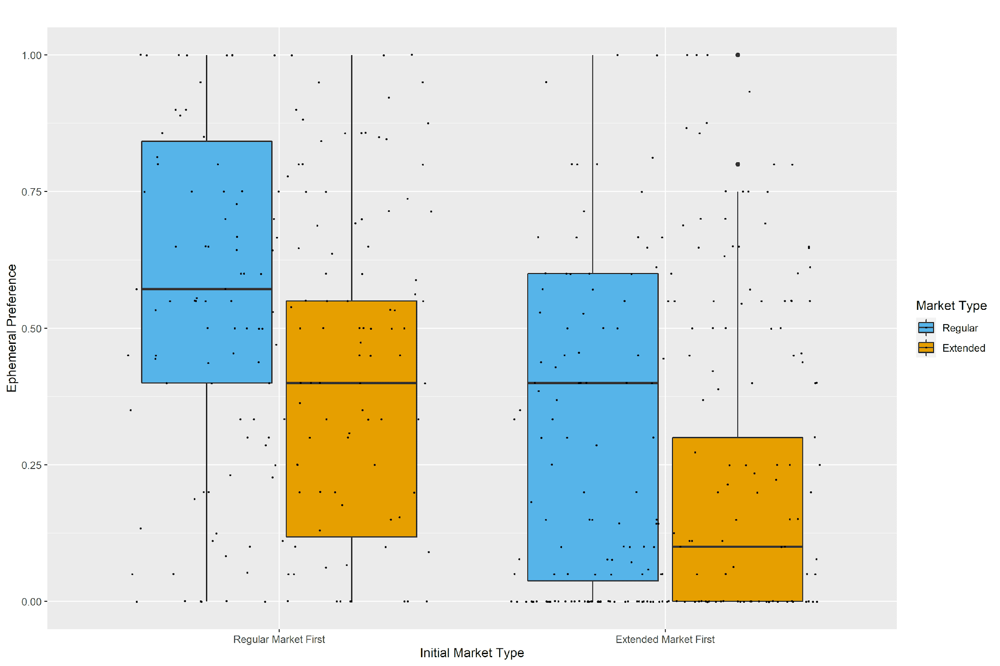 1.00
0.75
0.50
0.25
0.00
Ephemeral Preference
Regular Market First
Extended Market First
Initial Market Type
Market Type
Regular
Extended